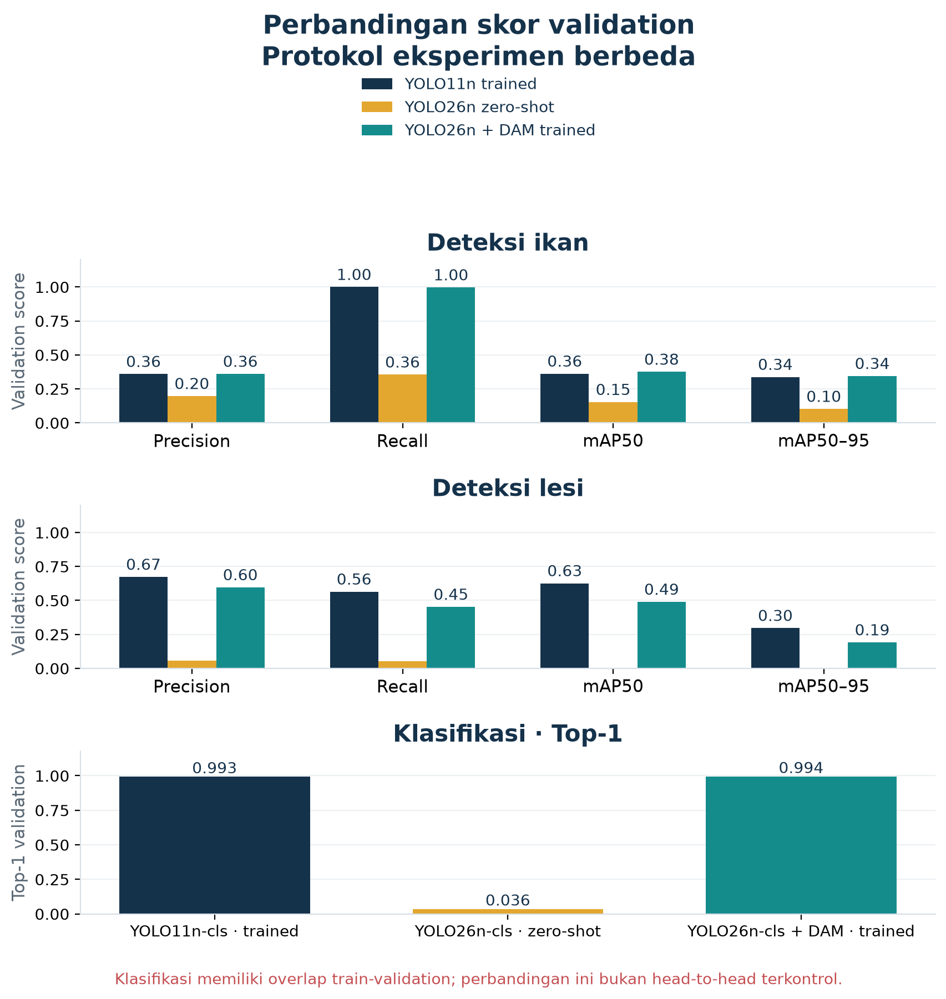 Perbandingan skor validation
Protokol eksperimen berbeda
YOLO11n trained
YOLO26n zero-shot
YOLO26n + DAM trained
Deteksi ikan
Validation score
1.00
0.75
0.50
0.25
0.00
0.36
0.20
0.36
1.00
0.36
1.00
0.36
0.15
0.38
0.34
0.10
0.34
Precision
Recall
mAP50
mAP50–95
Deteksi lesi
Validation score
1.00
0.75
0.50
0.25
0.00
0.67
0.60
0.56
0.45
0.63
0.49
0.30
0.19
Precision
Recall
mAP50
mAP50–95
Klasifikasi · Top-1
Top-1 validation
1.00
0.75
0.50
0.25
0.00
0.993
0.036
0.994
YOLO11n-cls · trained
YOLO26n-cls · zero-shot
YOLO26n-cls + DAM · trained
Klasifikasi memiliki overlap train-validation; perbandingan ini bukan head-to-head terkontrol.